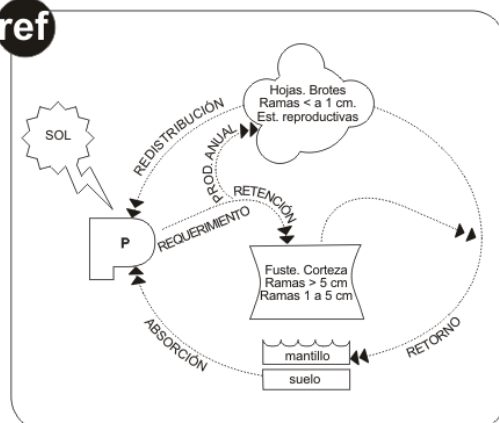 ref
Hojas. Brotes
Ramas < a 1 cm.
Est. reproductivas
REDISTRIBUCIÓN
SOL
PROD. ANUAL
RETENCIÓN
P
REQUERIMIENTO
Fuste. Corteza
Ramas > 5 cm
Ramas 1 a 5 cm
ABSORCIÓN
RETORNO
mantillo
suelo